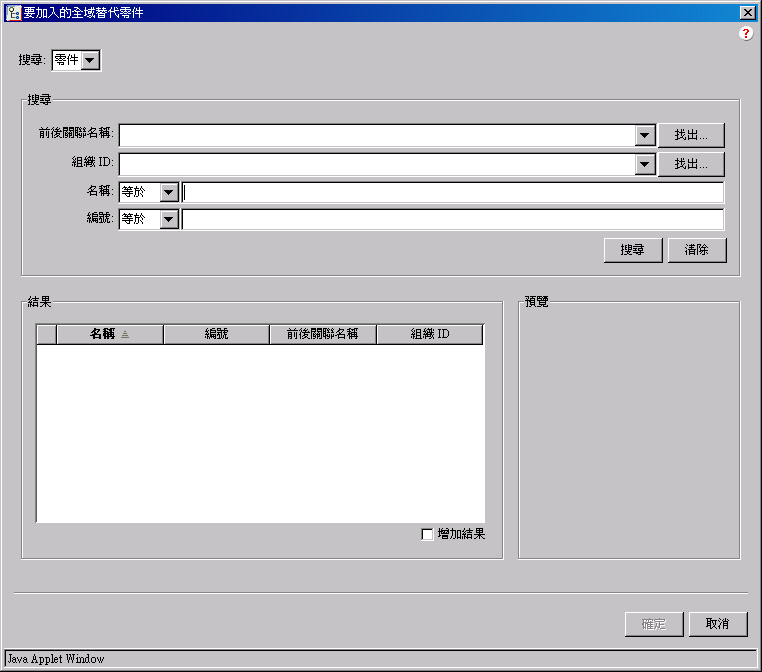 要加入的全域替代零件
?
搜尋: 零件
搜尋
前後關聯名稱: 找出...
組織 ID: 找出...
名稱: 等於
編號: 等於
搜尋 清除
結果 預覽
名稱 編號 前後關聯名稱 組織 ID
增加結果
確定 取消
Java Applet Window